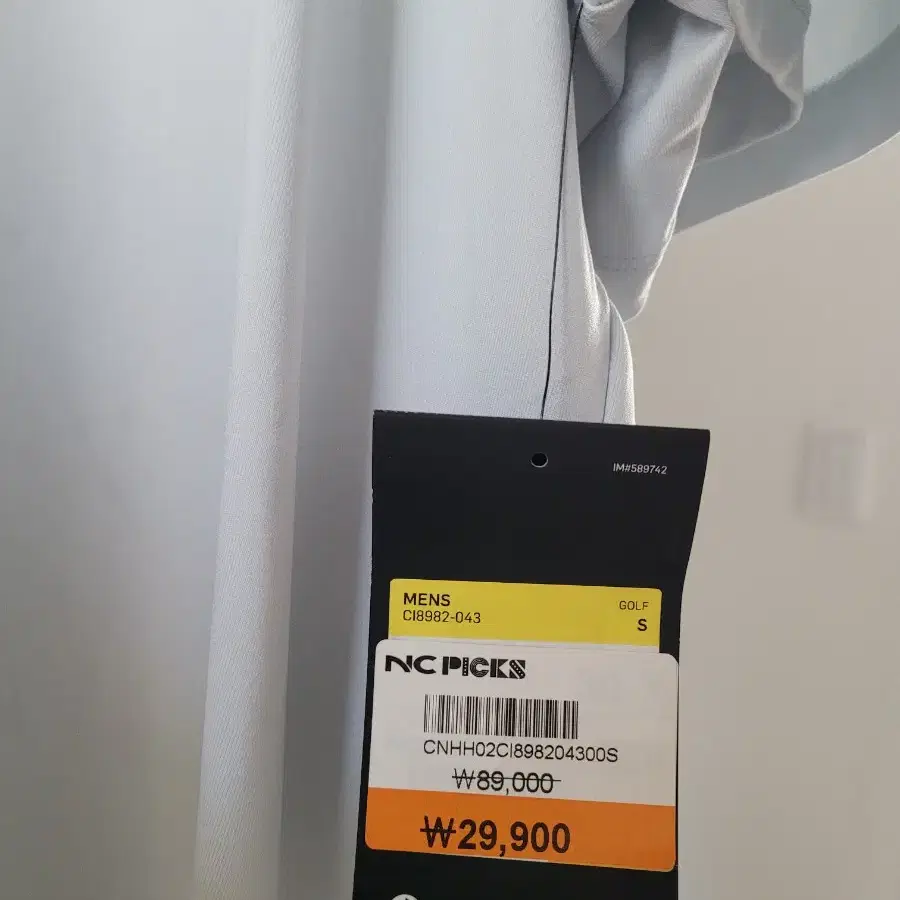 IM#589742
MENS
GOLF
CI8982-043
S
NC PICKS
CNHH02CI898204300S
₩89,000
₩29,900